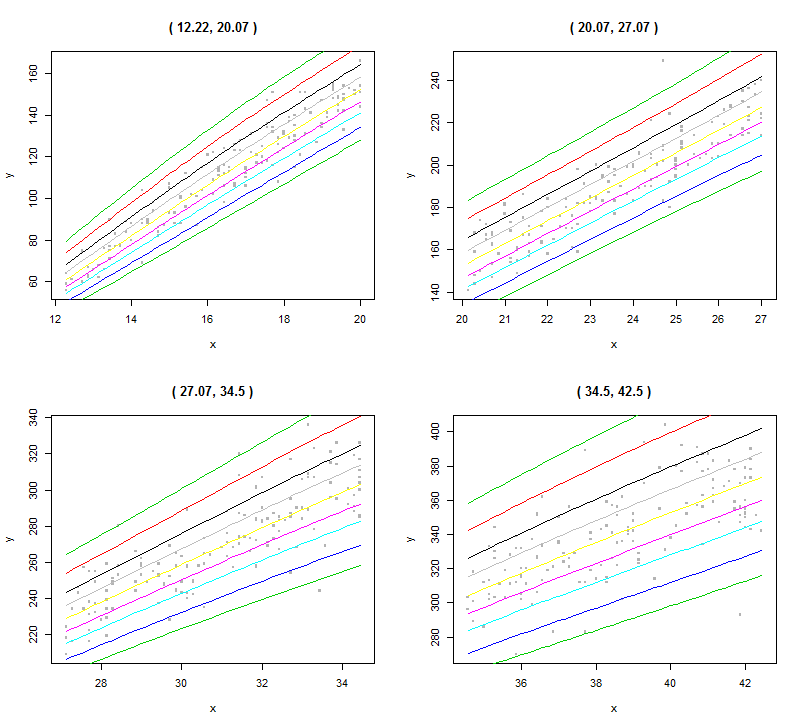 ( 12.22, 20.07 )
y
60 80 100 120 140 160
12 14 16 18 20
x
( 20.07, 27.07 )
y
140 160 180 200 220 240
20 21 22 23 24 25 26 27
x
( 27.07, 34.5 )
y
220 240 260 280 300 320 340
28 30 32 34
x
( 34.5, 42.5 )
y
280 300 320 340 360 380 400
36 38 40 42
x